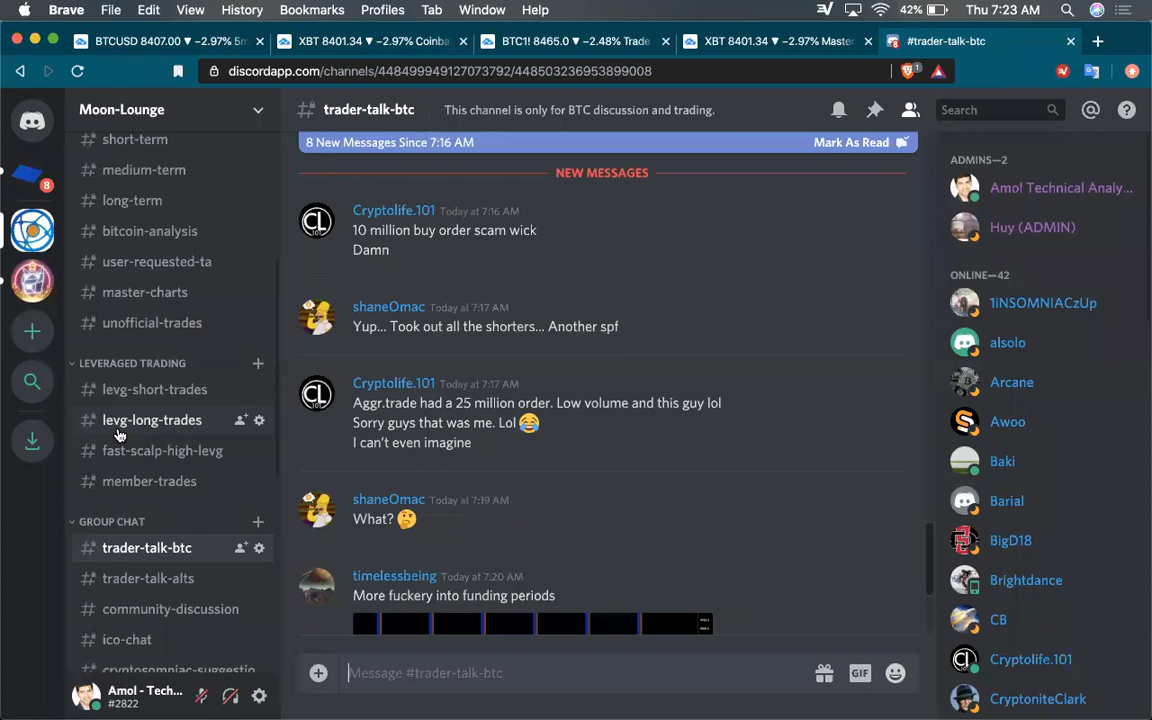 Brave File Edit View History Bookmarks Profiles Tab Window Help 42% Thu 7:23 AM
BTCUSD 8407.00 ▼ −2.97% 5m XBT 8401.34 ▼ −2.97% Coinba BTC1! 8465.0 ▼ −2.48% Trade XBT 8401.34 ▼ −2.97% Master #trader-talk-btc
discordapp.com/channels/448499949127073792/448503236953899008 1
Moon-Lounge
short-term
medium-term
long-term
bitcoin-analysis
user-requested-ta
master-charts
unofficial-trades
LEVERAGED TRADING
levg-short-trades
levg-long-trades
fast-scalp-high-levg
member-trades
GROUP CHAT
trader-talk-btc
trader-talk-alts
community-discussion
ico-chat
cryptosomniac-suggestio
8
Amol - Tech...
#2822
trader-talk-btc This channel is only for BTC discussion and trading.
Search
8 New Messages Since 7:16 AM Mark As Read
NEW MESSAGES
Cryptolife.101 Today at 7:16 AM
10 million buy order scam wick
Damn
shaneOmac Today at 7:17 AM
Yup... Took out all the shorters... Another spf
Cryptolife.101 Today at 7:17 AM
Aggr.trade had a 25 million order. Low volume and this guy lol
Sorry guys that was me. Lol 😂
I can't even imagine
shaneOmac Today at 7:19 AM
What? 🤔
timelessbeing Today at 7:20 AM
More fuckery into funding periods
Message #trader-talk-btc
GIF
ADMINS—2
Amol Technical Analy...
Huy (ADMIN)
ONLINE—42
1iNSOMNIACzUp
alsolo
Arcane
Awoo
Baki
Barial
BigD18
Brightdance
CB
Cryptolife.101
CryptoniteClark